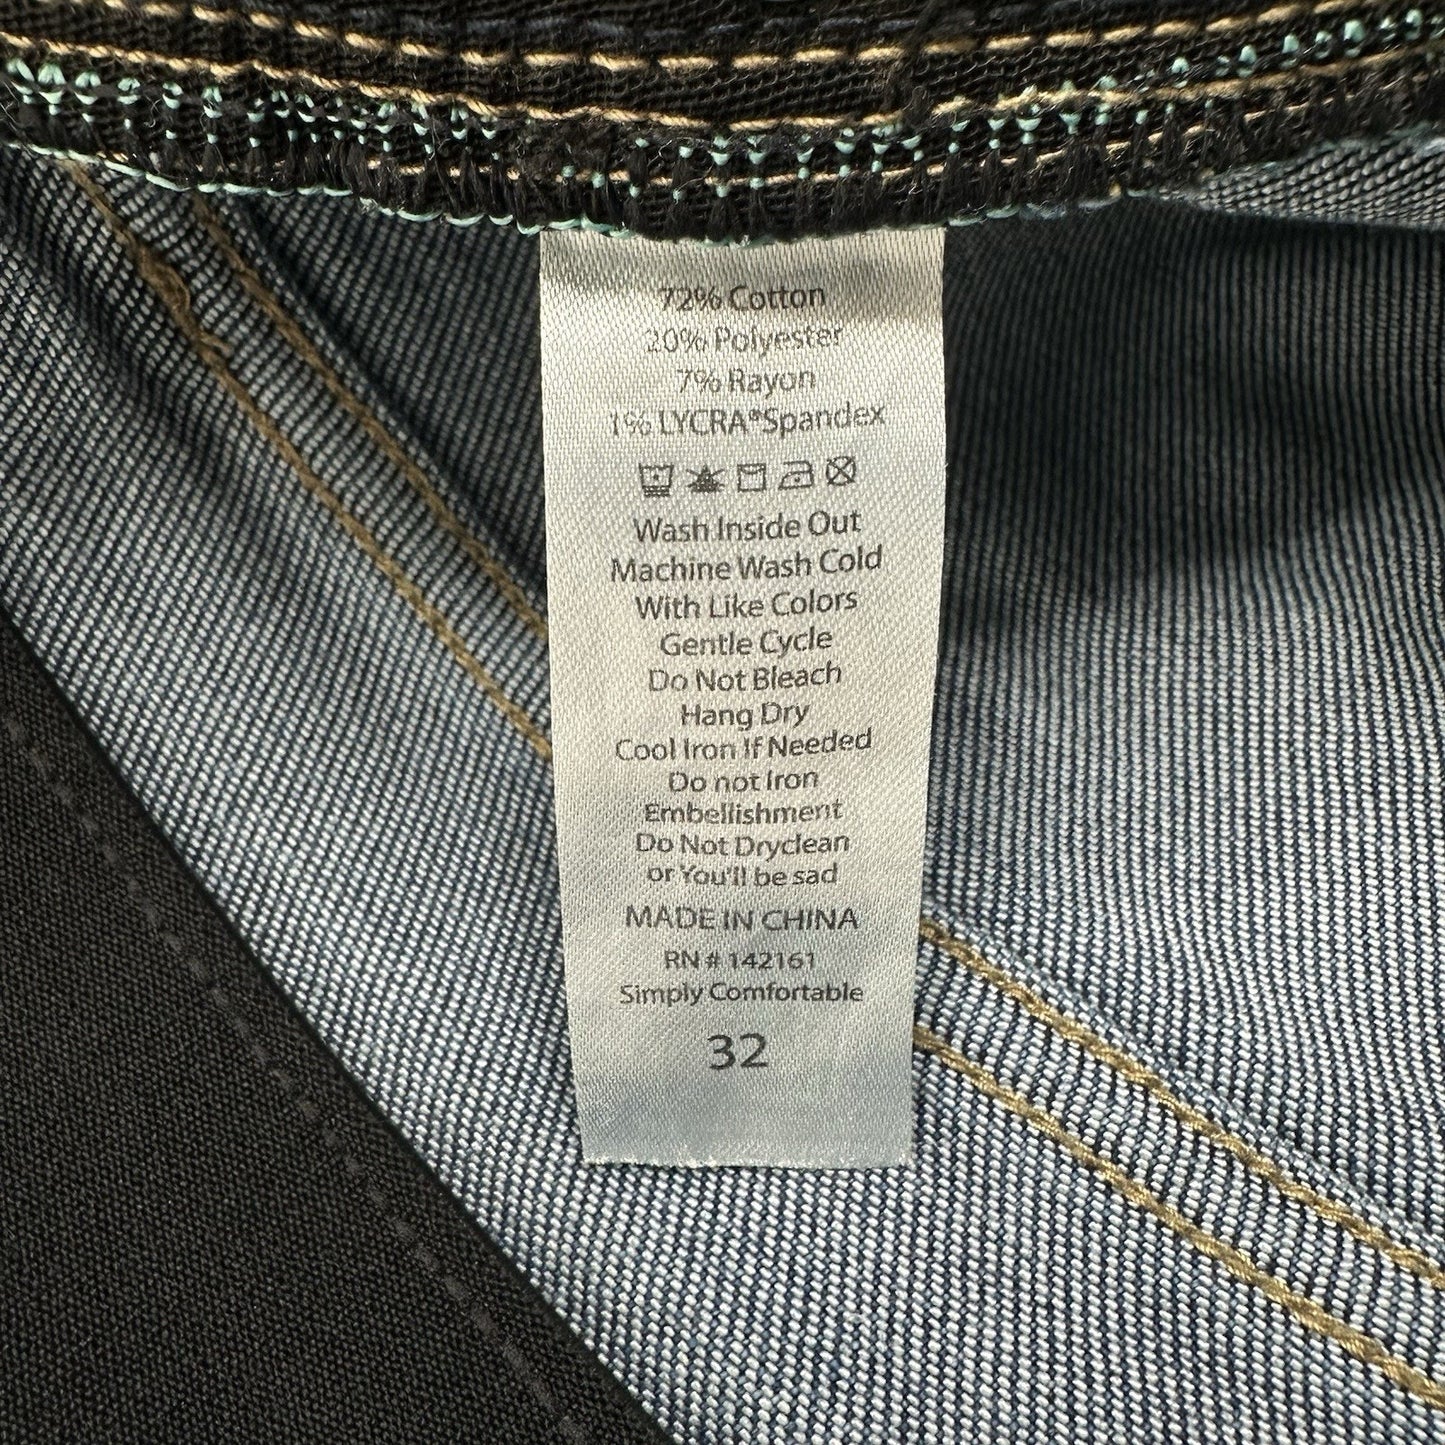 72% Cotton
20% Polyester
7% Rayon
1% LYCRA® Spandex
Wash Inside Out
Machine Wash Cold
With Like Colors
Gentle Cycle
Do Not Bleach
Hang Dry
Cool Iron If Needed
Do not Iron
Embellishment
Do Not Dryclean
or You'll be sad
MADE IN CHINA
RN # 142161
Simply Comfortable
32